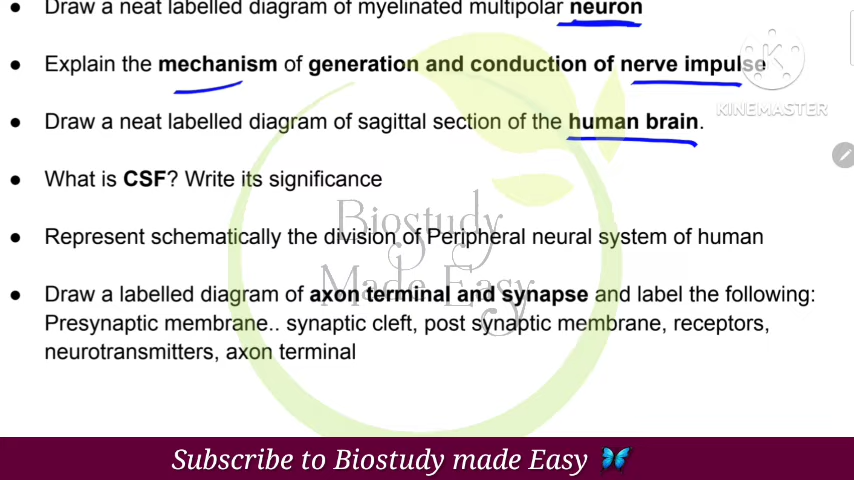 Draw a neat labelled diagram of myelinated multipolar neuron
Explain the mechanism of generation and conduction of nerve impulse
KINEMASTER
Draw a neat labelled diagram of sagittal section of the human brain.
What is CSF? Write its significance
Biostudy
Represent schematically the division of Peripheral neural system of human
Made Easy
Draw a labelled diagram of axon terminal and synapse and label the following:
Presynaptic membrane.. synaptic cleft, post synaptic membrane, receptors,
neurotransmitters, axon terminal
Subscribe to Biostudy made Easy